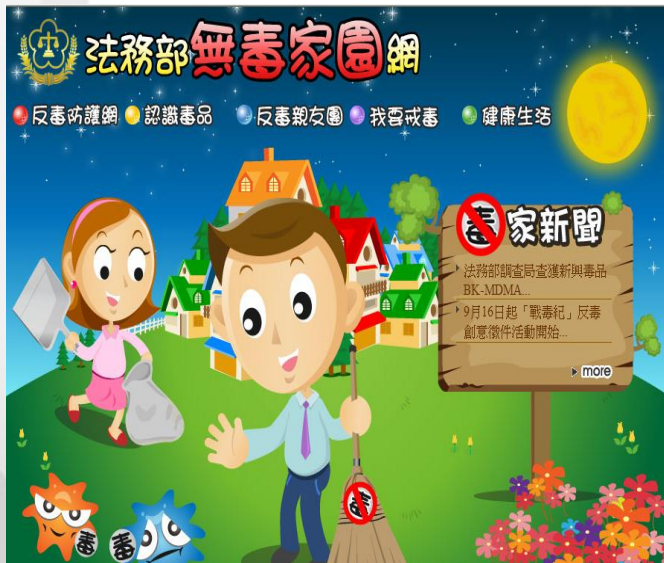 法務部無毒家園網
反毒防護網 認識毒品 反毒親友團 我要戒毒 健康生活
毒家新聞
法務部調查局查獲新興毒品
BK-MDMA...
9月16日起「戰毒紀」反毒
創意徵件活動開始...
more
毒
毒 毒